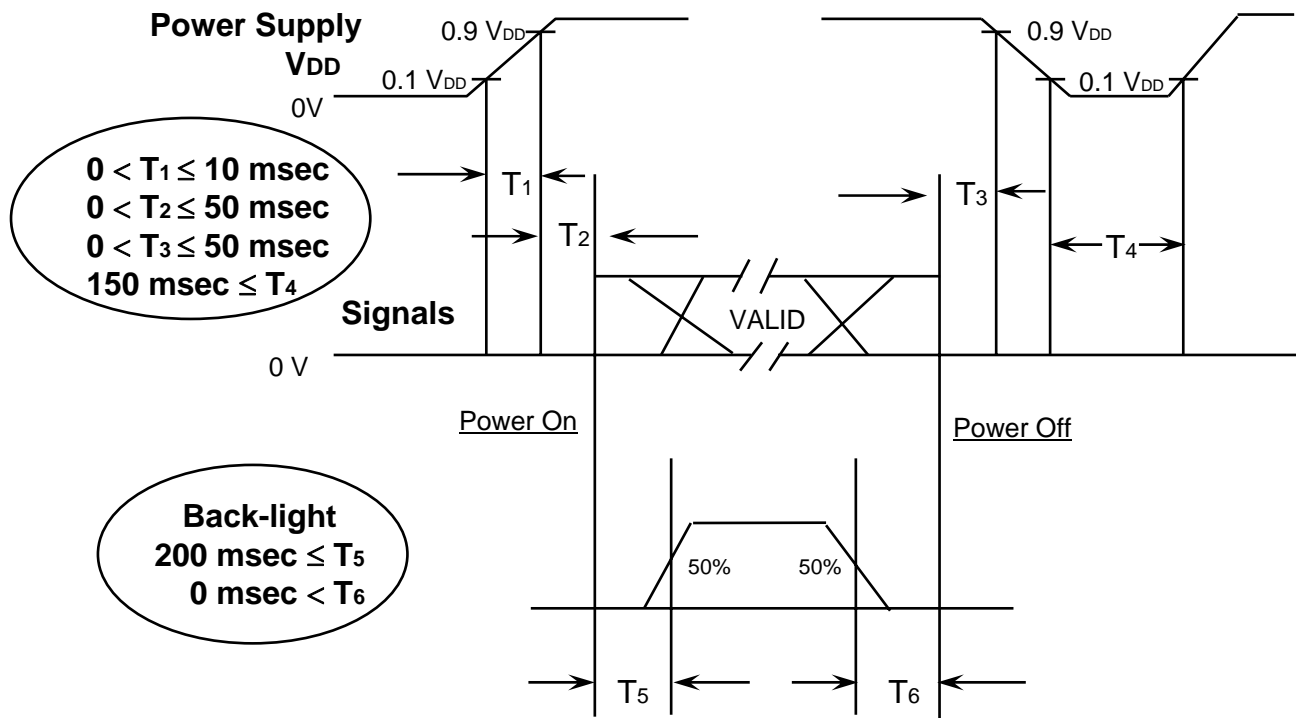 Power Supply
VDD
0.9 VDD
0.9 VDD
0.1 VDD
0.1 VDD
0V
0 < T1 ≤ 10 msec
0 < T2 ≤ 50 msec
0 < T3 ≤ 50 msec
150 msec ≤ T4
T1
T2
T3
T4
Signals
VALID
0 V
Power On
Power Off
Back-light
200 msec ≤ T5
0 msec < T6
50%
50%
T5
T6